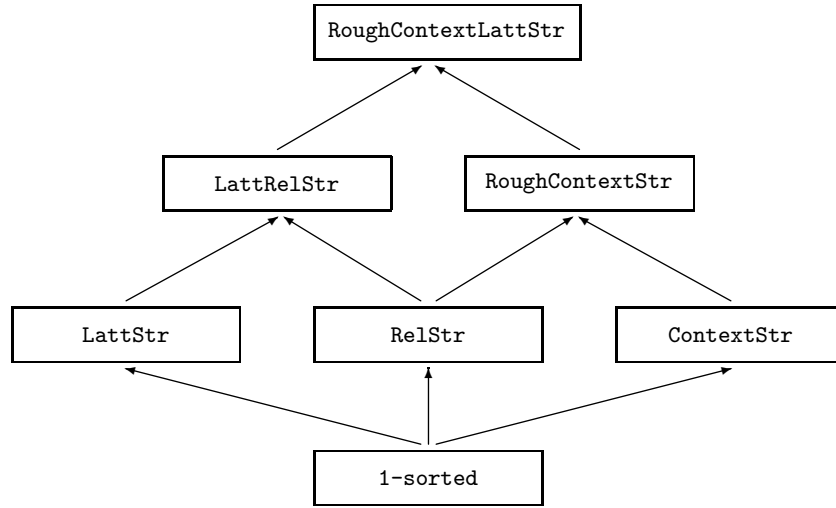 RoughContextLattStr
LattRelStr
RoughContextStr
LattStr
RelStr
ContextStr
1-sorted